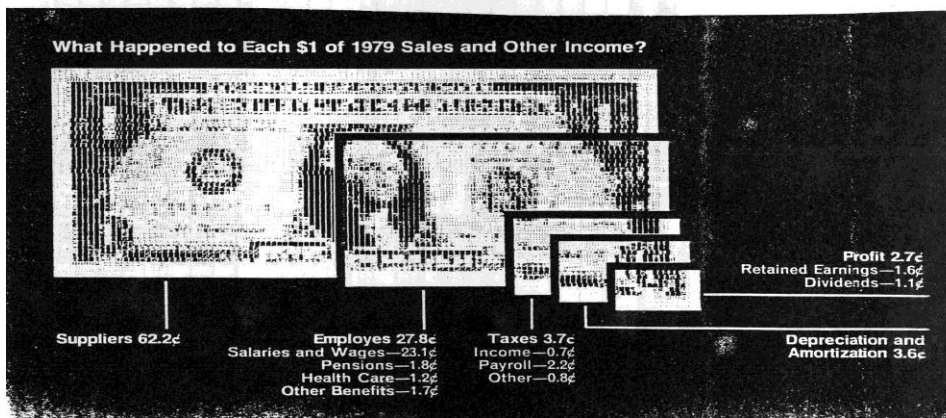 What Happened to Each $1 of 1979 Sales and Other Income?
Suppliers 62.2¢
Employes 27.8¢
Salaries and Wages—23.1¢
Pensions—1.8¢
Health Care—1.2¢
Other Benefits—1.7¢
Taxes 3.7¢
Income—0.7¢
Payroll—2.2¢
Other—0.8¢
Profit 2.7¢
Retained Earnings—1.6¢
Dividends—1.1¢
Depreciation and
Amortization 3.6¢